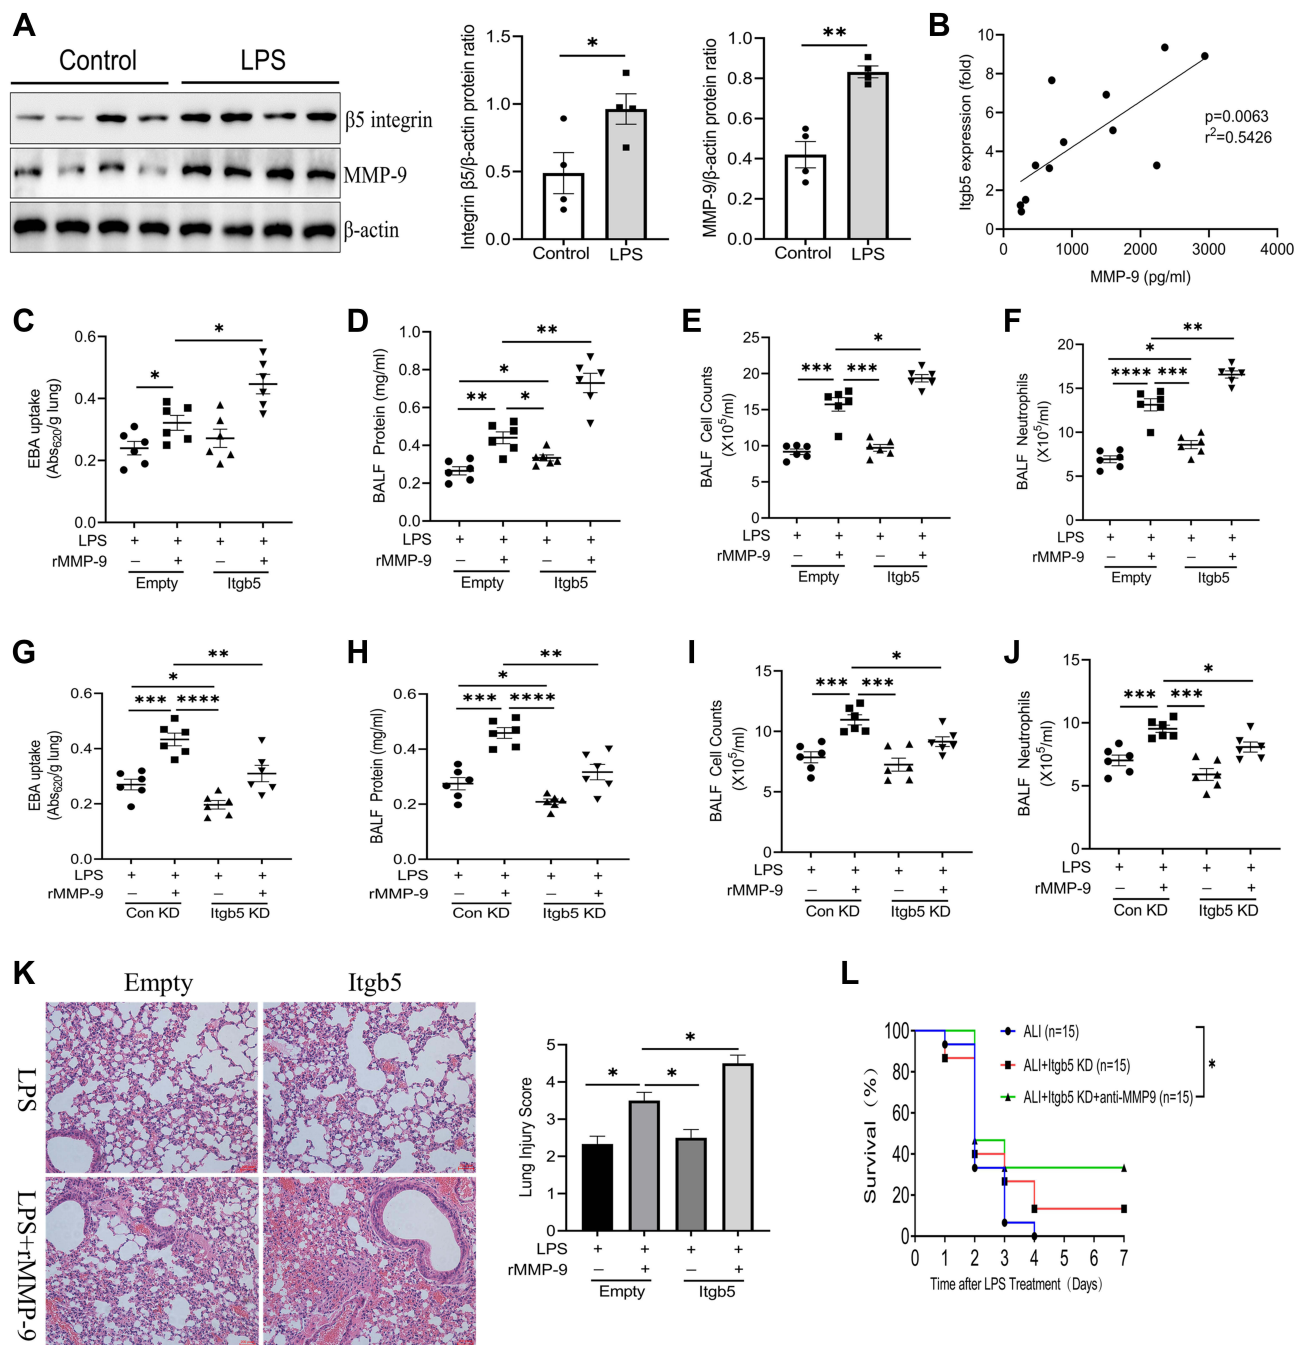 A
Control LPS
β5 integrin
MMP-9
β-actin
Integrin β5/β-actin protein ratio
1.5
1.0
0.5
0.0
*
Control LPS
MMP-9/β-actin protein ratio
1.0
0.8
0.6
0.4
0.2
0.0
**
Control LPS
B
Itgb5 expression (fold)
10
8
6
4
2
0
p=0.0063
r²=0.5426
0 1000 2000 3000 4000
MMP-9 (pg/ml)
C
EBA uptake
(Abs₆₂₀/g lung)
0.6
0.4
0.2
0.0
*
*
LPS + + + +
rMMP-9 – + – +
Empty Itgb5
D
BALF Protein (mg/ml)
1.0
0.8
0.6
0.4
0.2
0.0
**
*
** *
LPS + + + +
rMMP-9 – + – +
Empty Itgb5
E
BALF Cell Counts
(X10⁵/ml)
25
20
15
10
5
0
*
*** ***
LPS + + + +
rMMP-9 – + – +
Empty Itgb5
F
BALF Neutrophils
(X10⁵/ml)
20
15
10
5
0
**
*
**** ***
LPS + + + +
rMMP-9 – + – +
Empty Itgb5
G
EBA uptake
(Abs₆₂₀/g lung)
0.6
0.4
0.2
0.0
**
*
*** ****
LPS + + + +
rMMP-9 – + – +
Con KD Itgb5 KD
H
BALF Protein (mg/ml)
0.6
0.4
0.2
0.0
**
*
*** ****
LPS + + + +
rMMP-9 – + – +
Con KD Itgb5 KD
I
BALF Cell Counts
(X10⁵/ml)
15
10
5
0
*
*** ***
LPS + + + +
rMMP-9 – + – +
Con KD Itgb5 KD
J
BALF Neutrophils
(X10⁵/ml)
15
10
5
0
*
*** ***
LPS + + + +
rMMP-9 – + – +
Con KD Itgb5 KD
K
Empty Itgb5
LPS
LPS+rMMP-9
Lung Injury Score
5
4
3
2
1
0
*
* *
LPS + + + +
rMMP-9 – + – +
Empty Itgb5
L
Survival (%)
100
80
60
40
20
0
ALI (n=15)
ALI+Itgb5 KD (n=15)
ALI+Itgb5 KD+anti-MMP9 (n=15)
*
0 1 2 3 4 5 6 7
Time after LPS Treatment (Days)